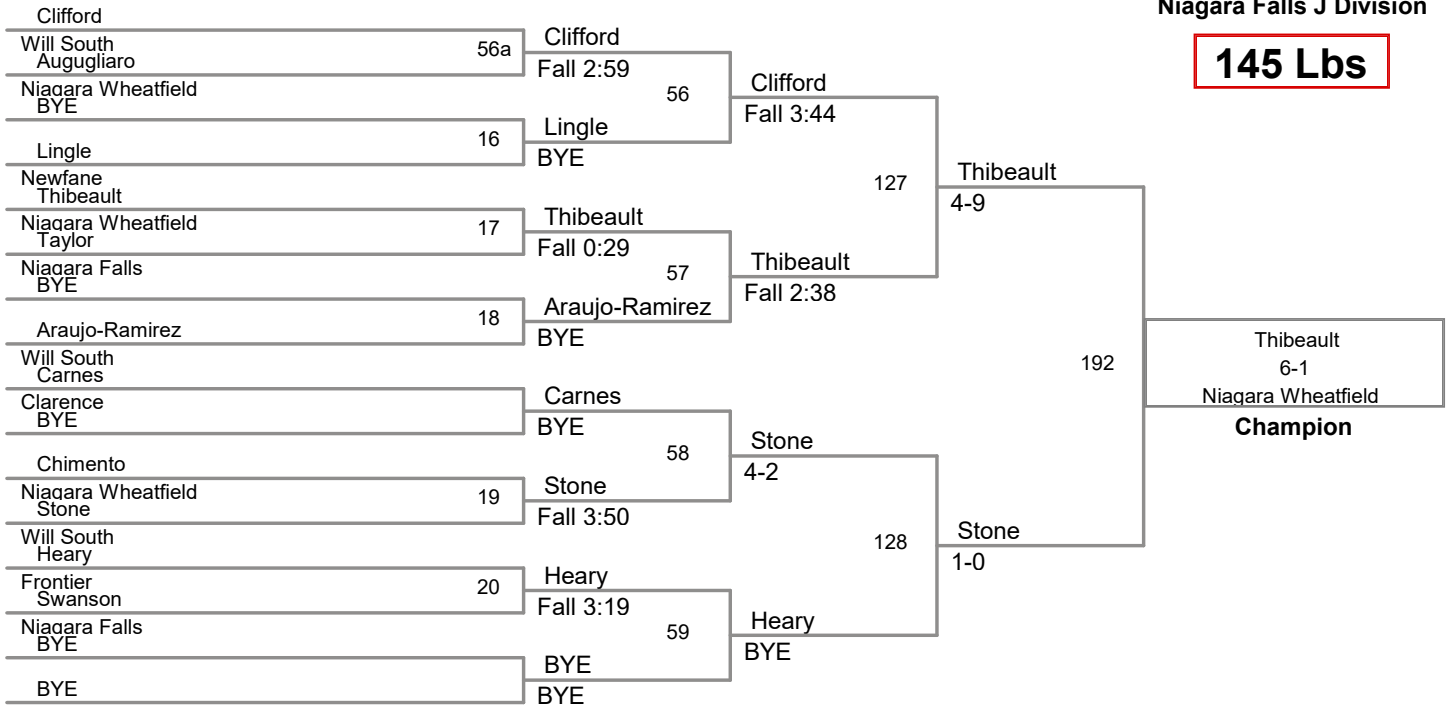 Niagara Falls J Division
145 Lbs
Clifford
Will South
Augugliaro
Niagara Wheatfield
BYE
Lingle
Newfane
Thibeault
Niagara Wheatfield
Taylor
Niagara Falls
BYE
Araujo-Ramirez
Will South
Carnes
Clarence
BYE
Chimento
Niagara Wheatfield
Stone
Will South
Heary
Frontier
Swanson
Niagara Falls
BYE
BYE
56a
16
17
18
19
20
Clifford
Fall 2:59
Lingle
BYE
Thibeault
Fall 0:29
Araujo-Ramirez
BYE
Carnes
BYE
Stone
Fall 3:50
Heary
Fall 3:19
BYE
BYE
56
57
58
59
Clifford
Fall 3:44
Thibeault
Fall 2:38
Stone
4-2
Heary
BYE
127
128
Thibeault
4-9
Stone
1-0
192
Thibeault
6-1
Niagara Wheatfield
Champion